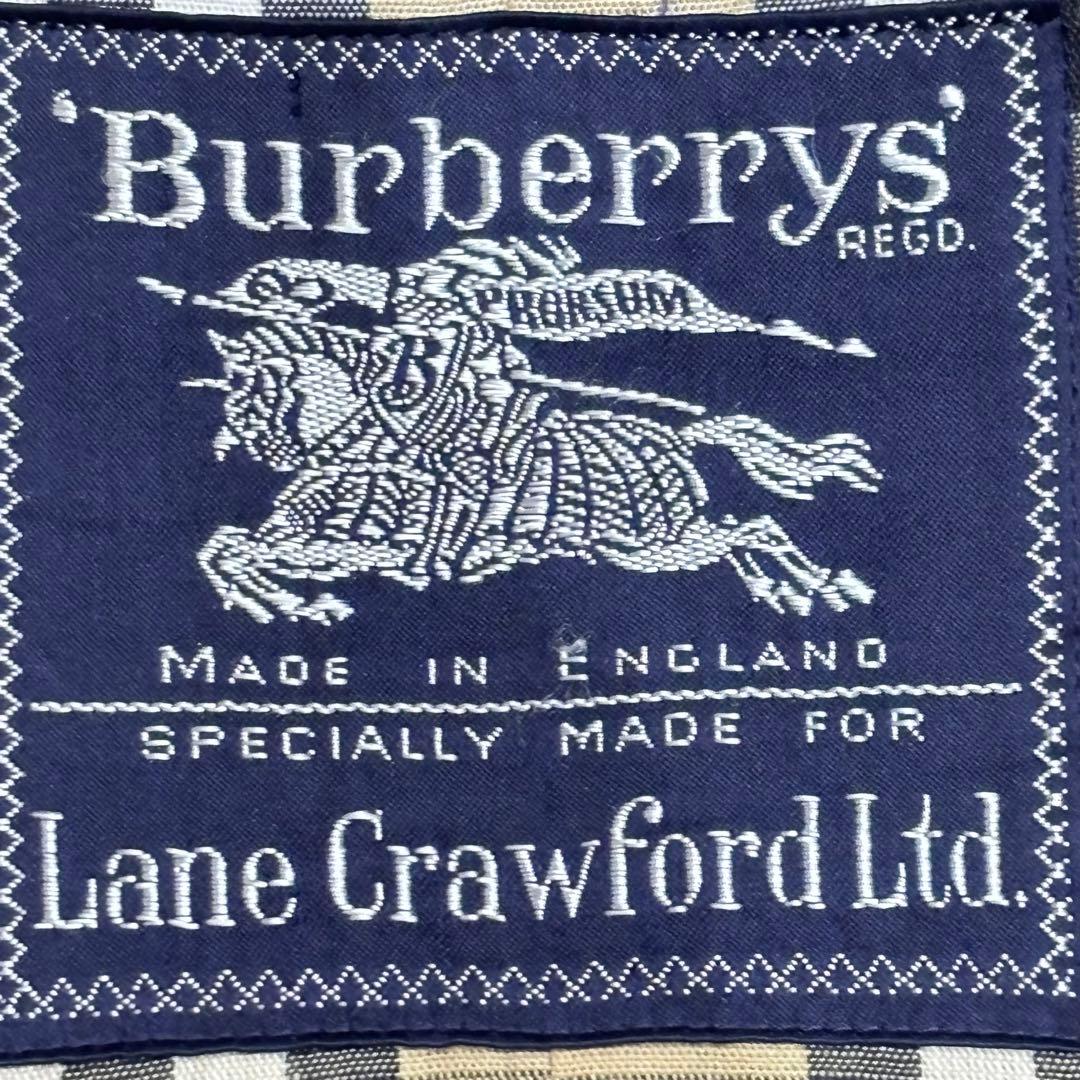 'Burberrys'
REGD.
PRORSUM
MADE IN ENGLAND
SPECIALLY MADE FOR
Lane Crawford Ltd.